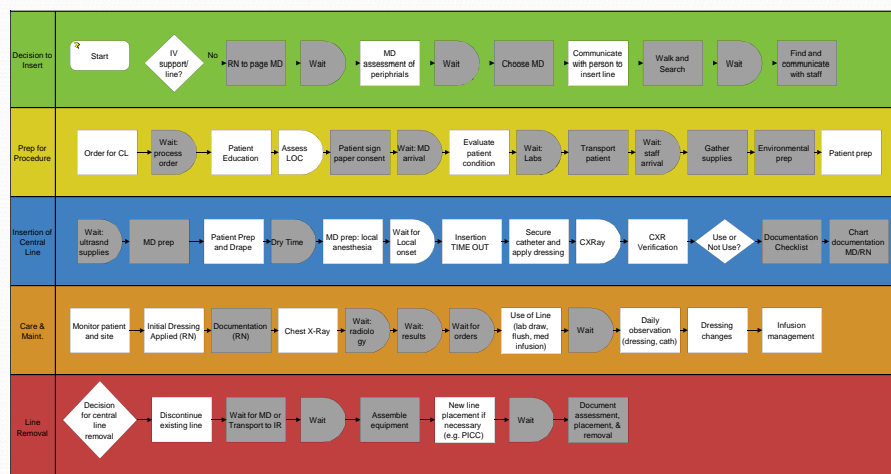 Decision to
Insert
Start
IV
support/
line?
No
RN to page MD
Wait
MD
assessment of
periphrials
Wait
Choose MD
Communicate
with person to
insert line
Walk and
Search
Wait
Find and
communicate
with staff
Prep for
Procedure
Order for CL
Wait:
process
order
Patient
Education
Assess
LOC
Patient sign
paper consent
Wait: MD
arrival
Evaluate
patient
condition
Wait:
Labs
Transport
patient
Wait:
staff
arrival
Gather
supplies
Environmental
prep
Patient prep
Insertion of
Central
Line
Wait:
ultrasnd
supplies
MD prep
Patient Prep
and Drape
Dry Time
MD prep: local
anesthesia
Wait for
Local
onset
Insertion
TIME OUT
Secure
catheter and
apply dressing
CXRay
CXR
Verification
Use or
Not Use?
Documentation
Checklist
Chart
documentation
MD/RN
Care &
Maint.
Monitor patient
and site
Initial Dressing
Applied (RN)
Documentation
(RN)
Chest X-Ray
Wait:
radiolo
gy
Wait:
results
Wait for
orders
Use of Line
(lab draw,
flush, med
infusion)
Wait
Daily
observation
(dressing, cath)
Dressing
changes
Infusion
management
Line
Removal
Decision
for central
line
removal
Discontinue
existing line
Wait for MD or
Transport to IR
Wait
Assemble
equipment
New line
placement if
necessary
(e.g. PICC)
Wait
Document
assessment,
placement, &
removal